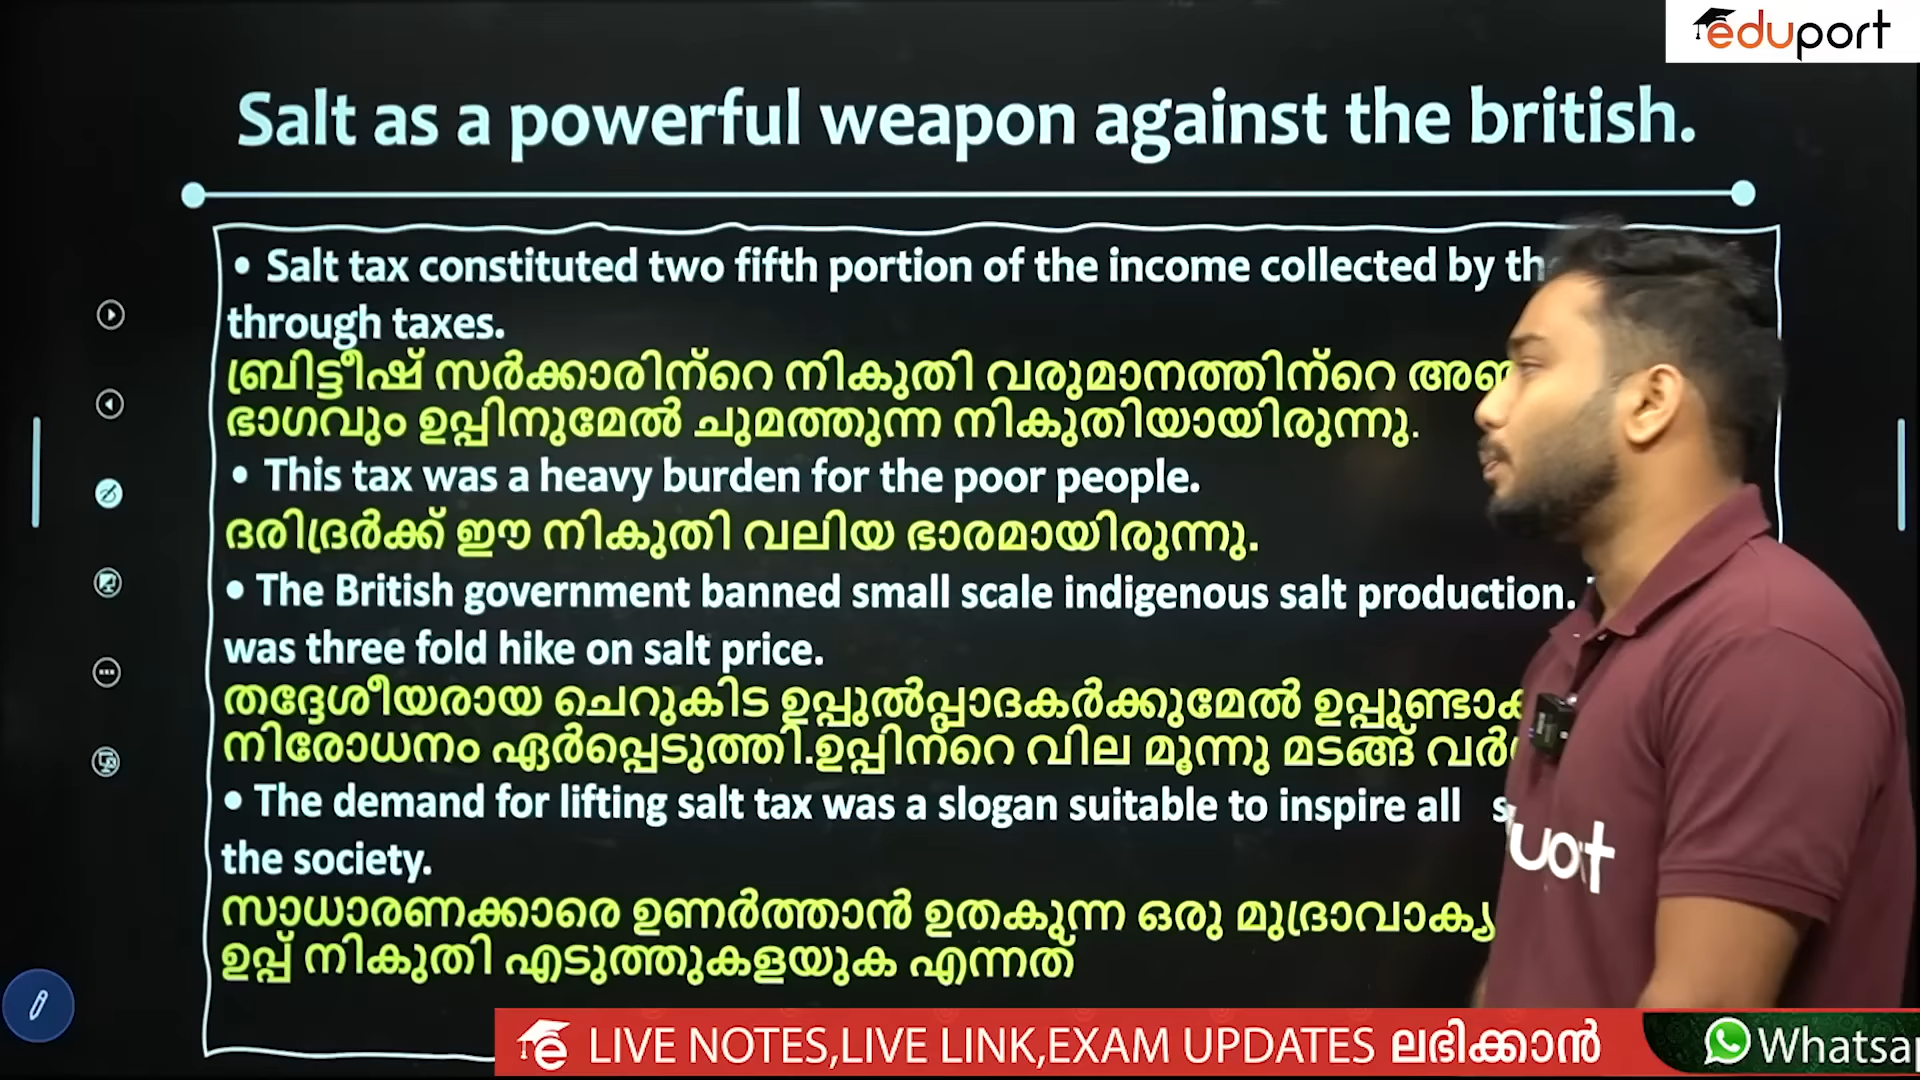 eduport
Salt as a powerful weapon against the british.
• Salt tax constituted two fifth portion of the income collected by
through taxes.
ബ്രിട്ടീഷ് സർക്കാരിന്റെ നികുതി വരുമാനത്തിന്റെ
ഭാഗവും ഉപ്പിനുമേൽ ചുമത്തുന്ന നികുതിയായിരുന്നു.
• This tax was a heavy burden for the poor people.
ദരിദ്രർക്ക് ഈ നികുതി വലിയ ഭാരമായിരുന്നു.
• The British government banned small scale indigenous salt production.
was three fold hike on salt price.
തദ്ദേശീയരായ ചെറുകിട ഉപ്പുൽപ്പാദകർക്കുമേൽ
നിരോധനം ഏർപ്പെടുത്തി.ഉപ്പിന്റെ വില മൂന്നു മടങ്ങ്
• The demand for lifting salt tax was a slogan suitable to inspire all
the society.
സാധാരണക്കാരെ ഉണർത്താൻ ഉതകുന്ന ഒരു
ഉപ്പ് നികുതി എടുത്തുകളയുക എന്നത്
LIVE NOTES,LIVE LINK,EXAM UPDATES ലഭിക്കാൻ